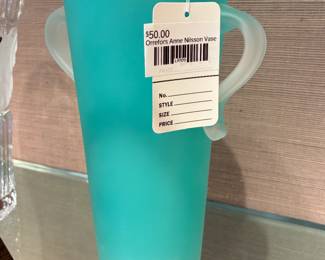 $50.00
Orrefors Anne Nilsson Vase
No.
STYLE
SIZE
PRICE